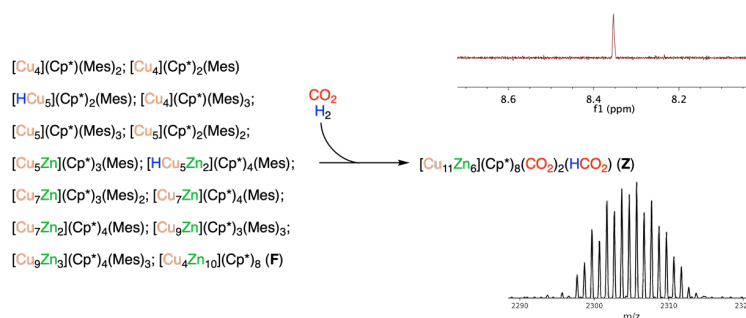 [Cu4](Cp*)(Mes)2; [Cu4](Cp*)2(Mes)
[HCu5](Cp*)2(Mes); [Cu4](Cp*)(Mes)3;
[Cu5](Cp*)(Mes)3; [Cu5](Cp*)(Mes)2;
[Cu5Zn](Cp*)3(Mes); [HCu5Zn2](Cp*)4(Mes);
[Cu7Zn](Cp*)3(Mes)2; [Cu7Zn](Cp*)4(Mes);
[Cu7Zn2](Cp*)4(Mes); [Cu9Zn](Cp*)3(Mes)3;
[Cu9Zn3](Cp*)4(Mes)3; [Cu4Zn10](Cp*)8 (F)
CO2
H2
[Cu11Zn6](Cp*)8(CO2)2(HCO2) (Z)
8.6 8.4 8.2
f1 (ppm)
2290 2300 2310
m/z